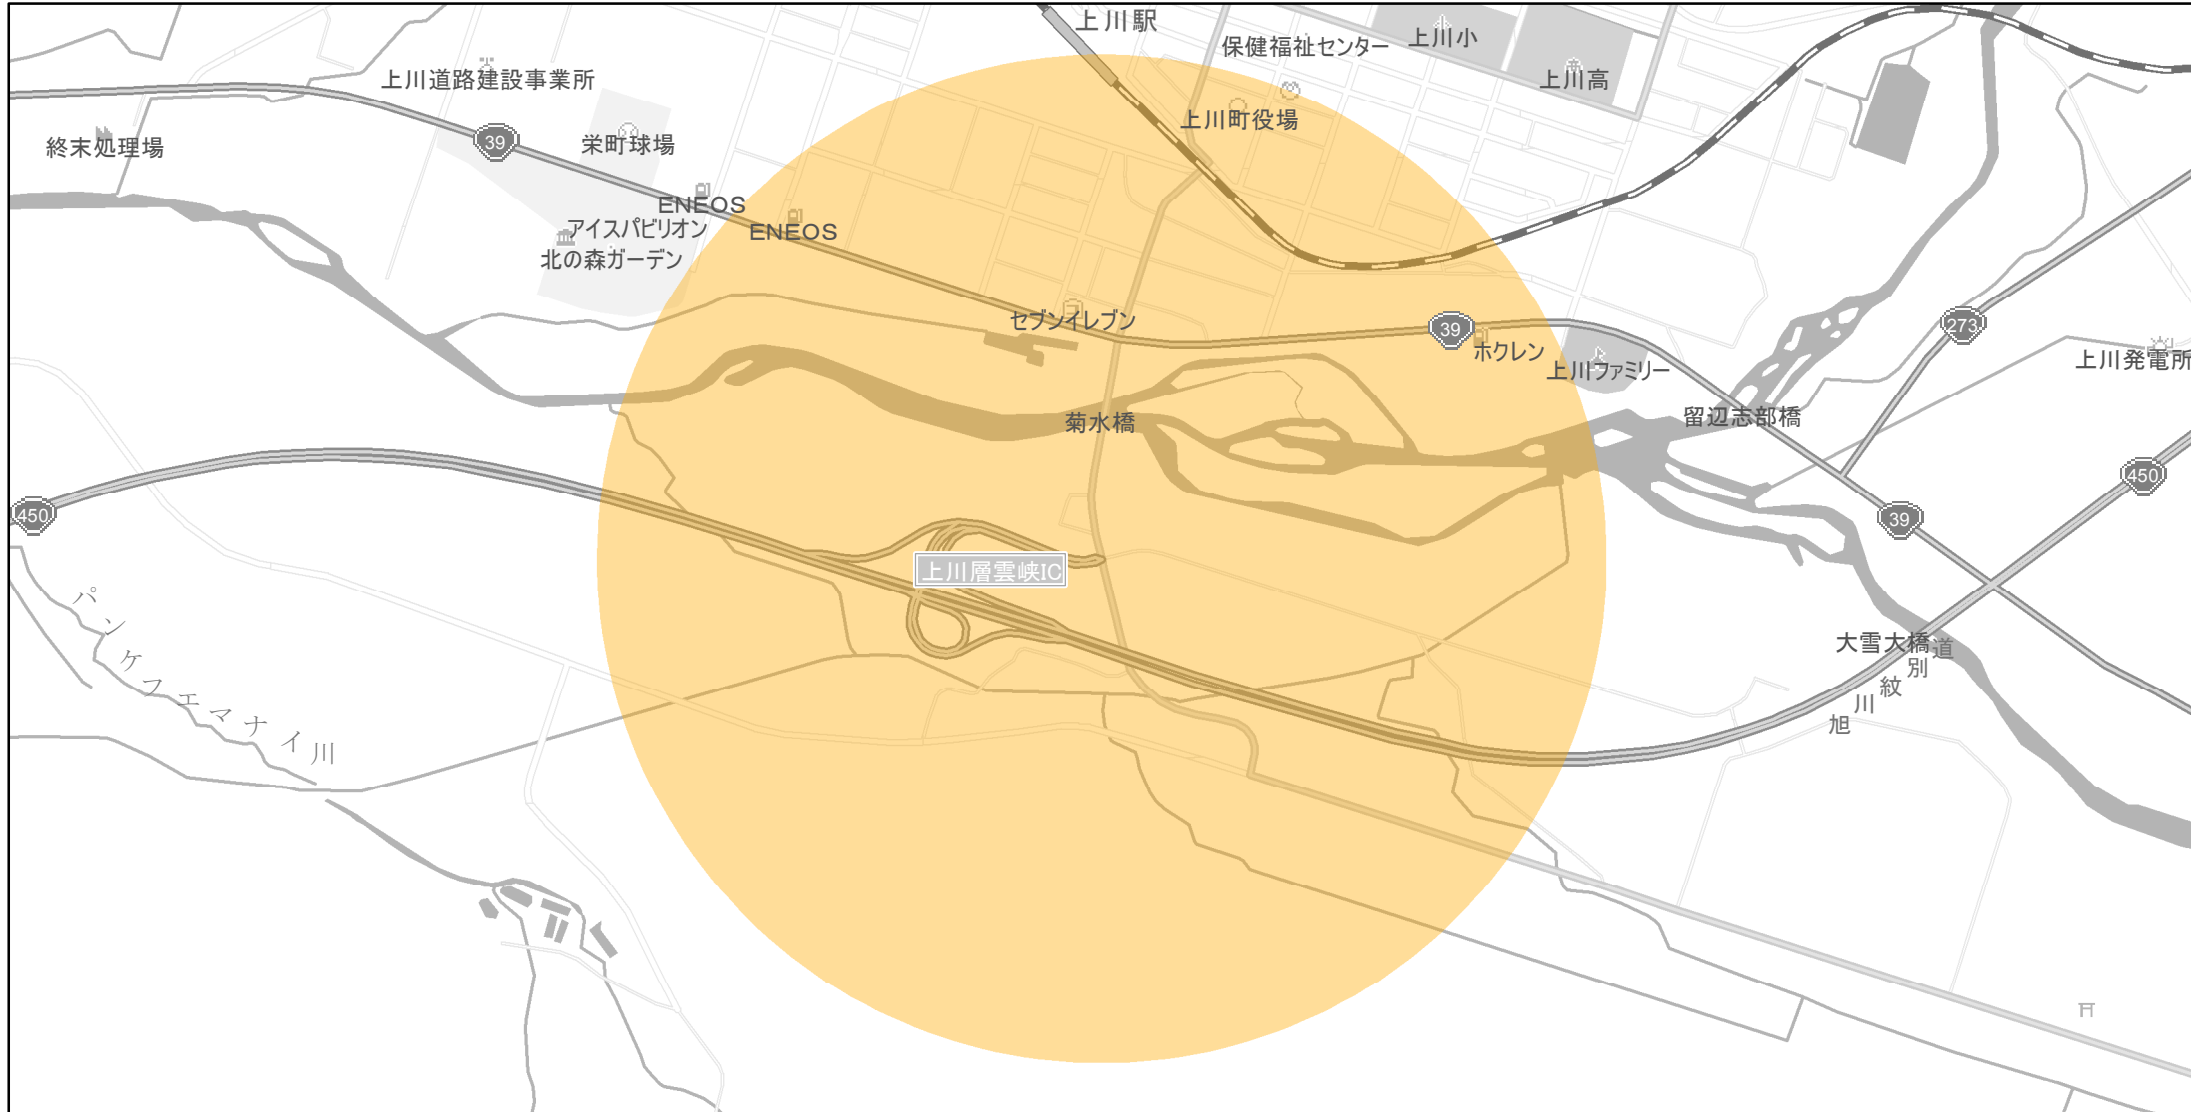 上川駅
保健福祉センター
上川小
上川道路建設事業所
上川高
上川町役場
終末処理場
39
栄町球場
ENEOS
アイスパビリオン
ENEOS
北の森ガーデン
セブンイレブン
39
ホクレン
273
上川発電所
上川ファミリー
菊水橋
留辺志部橋
450
450
39
上川層雲峡IC
パンケフエマナイ川
大雪大橋
旭川紋別道